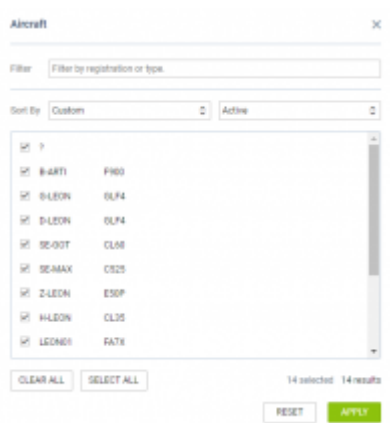 Aircraft
Filter Filter by registration or type.
Sort By Custom Active
?
B-ARTI F900
G-LEON GLF4
D-LEON GLF4
SE-GOT CL60
SE-MAX C525
Z-LEON E50P
H-LEON CL35
LEON01 FA7X
CLEAR ALL SELECT ALL 14 selected 14 results
RESET APPLY